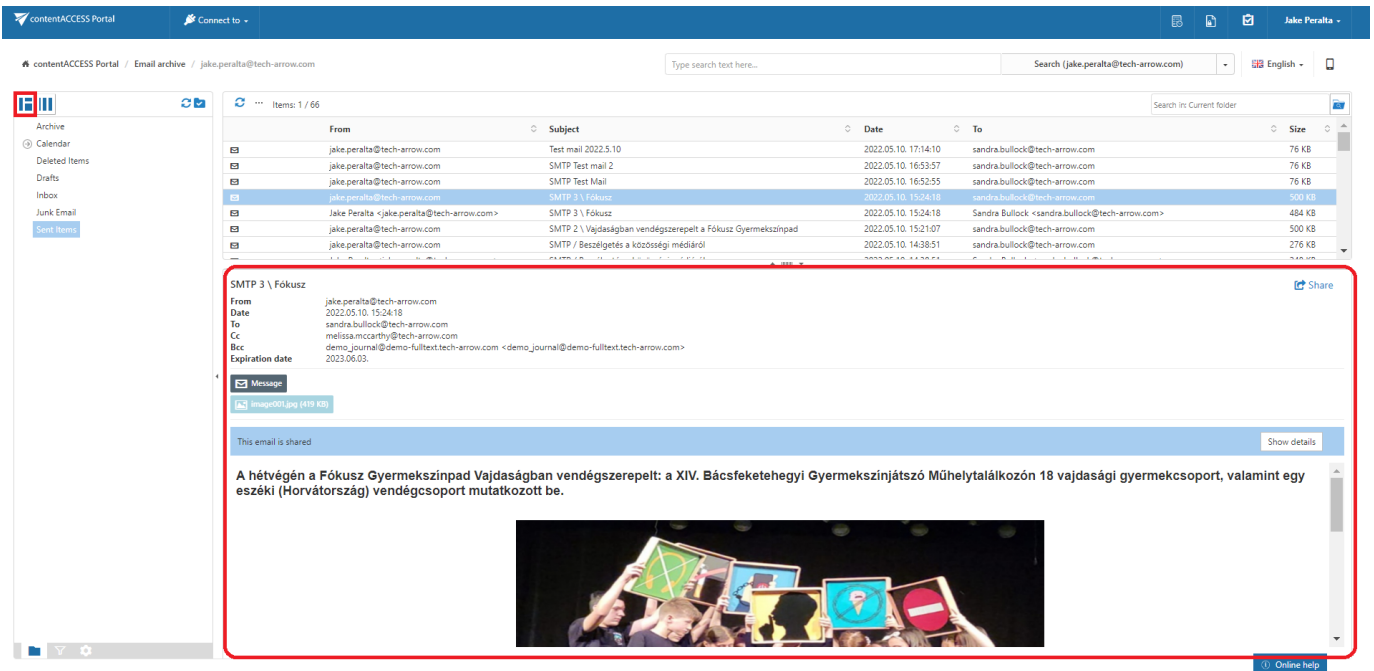 contentACCESS Portal
Connect to
Jake Peralta
contentACCESS Portal / Email archive / jake.peralta@tech-arrow.com
Type search text here...
Search (jake.peralta@tech-arrow.com)
English
Archive
Calendar
Deleted Items
Drafts
Inbox
Junk Email
Sent Items
Items: 1 / 66
Search in: Current folder
From Subject Date To Size
jake.peralta@tech-arrow.com Test mail 2022.5.10 2022.05.10. 17:14:10 sandra.bullock@tech-arrow.com 76 KB
jake.peralta@tech-arrow.com SMTP Test mail 2 2022.05.10. 16:53:57 sandra.bullock@tech-arrow.com 76 KB
jake.peralta@tech-arrow.com SMTP Test Mail 2022.05.10. 16:52:55 sandra.bullock@tech-arrow.com 76 KB
jake.peralta@tech-arrow.com SMTP 3 \ Fókusz 2022.05.10. 15:24:18 sandra.bullock@tech-arrow.com 500 KB
Jake Peralta <jake.peralta@tech-arrow.com> SMTP 3 \ Fókusz 2022.05.10. 15:24:18 Sandra Bullock <sandra.bullock@tech-arrow.com> 484 KB
jake.peralta@tech-arrow.com SMTP 2 \ Vajdaságban vendégszerepelt a Fókusz Gyermekszínpad 2022.05.10. 15:21:07 sandra.bullock@tech-arrow.com 500 KB
jake.peralta@tech-arrow.com SMTP / Beszélgetés a közösségi médiáról 2022.05.10. 14:38:51 sandra.bullock@tech-arrow.com 276 KB
SMTP 3 \ Fókusz
Share
From jake.peralta@tech-arrow.com
Date 2022.05.10. 15:24:18
To sandra.bullock@tech-arrow.com
Cc melissa.mccarthy@tech-arrow.com
Bcc demo_journal@demo-fulltext.tech-arrow.com <demo_journal@demo-fulltext.tech-arrow.com>
Expiration date 2023.06.03.
Message
image001.jpg (419 KB)
This email is shared
Show details
A hétvégén a Fókusz Gyermekszínpad Vajdaságban vendégszerepelt: a XIV. Bácsfeketehegyi Gyermekszínjátszó Műhelytalálkozón 18 vajdasági gyermekcsoport, valamint egy
eszéki (Horvátország) vendégcsoport mutatkozott be.
Online help